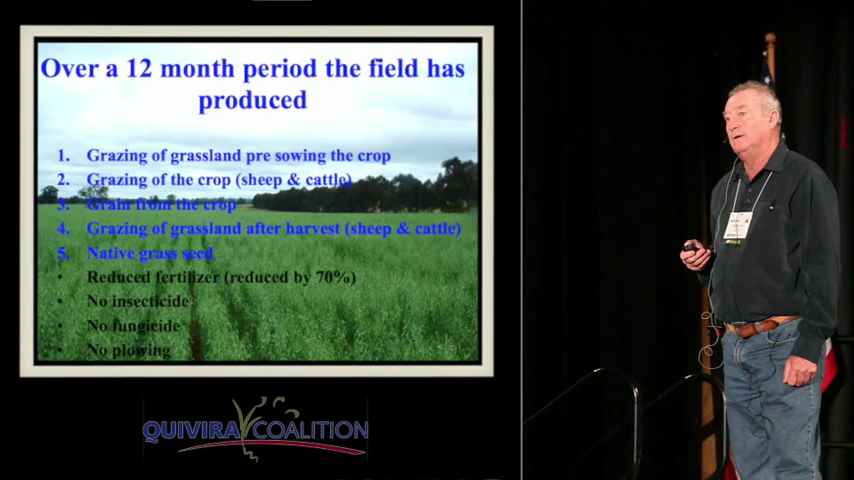 Over a 12 month period the field has
produced
1. Grazing of grassland pre sowing the crop
2. Grazing of the crop (sheep & cattle)
3. Grain from the crop
4. Grazing of grassland after harvest (sheep & cattle)
5. Native grass seed
• Reduced fertilizer (reduced by 70%)
• No insecticide
• No fungicide
• No plowing
QUIVIRA COALITION